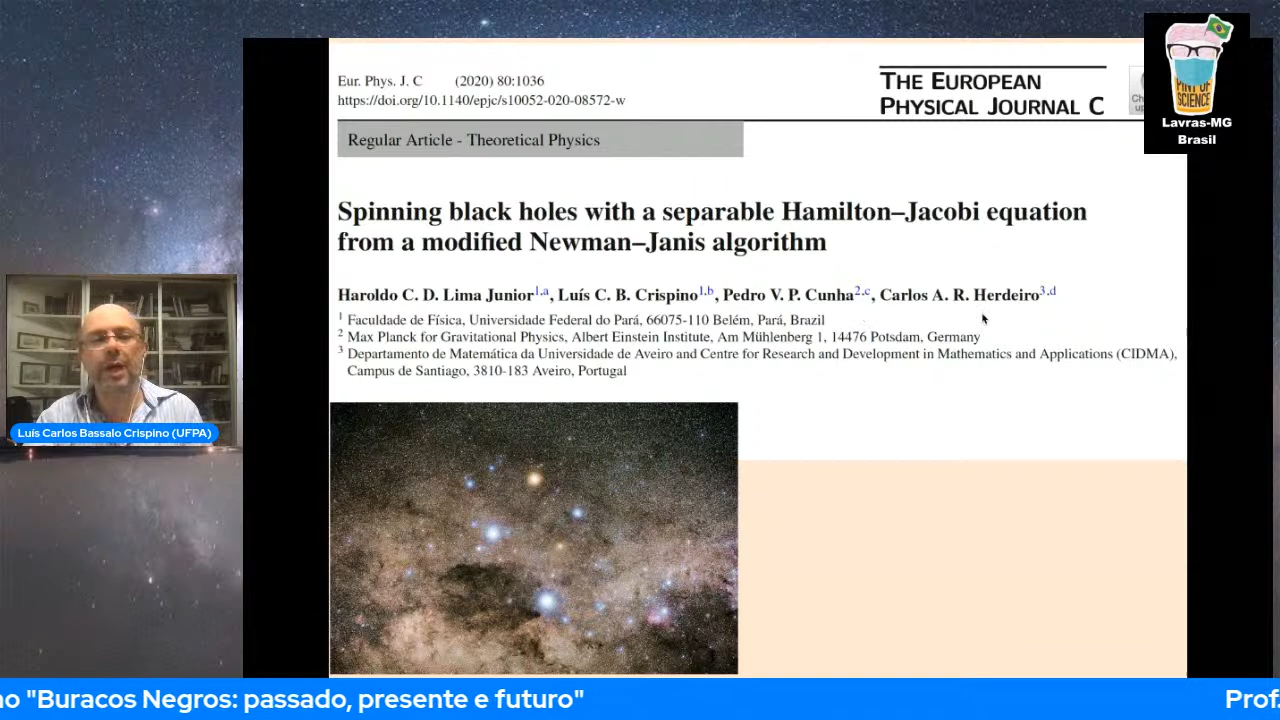 Eur. Phys. J. C (2020) 80:1036
https://doi.org/10.1140/epjc/s10052-020-08572-w
THE EUROPEAN
PHYSICAL JOURNAL C
PINT OF
SCIENCE
Lavras-MG
Brasil
Regular Article - Theoretical Physics
Spinning black holes with a separable Hamilton–Jacobi equation
from a modified Newman–Janis algorithm
Haroldo C. D. Lima Junior1,a, Luís C. B. Crispino1,b, Pedro V. P. Cunha2,c, Carlos A. R. Herdeiro3,d
1 Faculdade de Física, Universidade Federal do Pará, 66075-110 Belém, Pará, Brazil
2 Max Planck for Gravitational Physics, Albert Einstein Institute, Am Mühlenberg 1, 14476 Potsdam, Germany
3 Departamento de Matemática da Universidade de Aveiro and Centre for Research and Development in Mathematics and Applications (CIDMA),
Campus de Santiago, 3810-183 Aveiro, Portugal
Luís Carlos Bassalo Crispino (UFPA)
no "Buracos Negros: passado, presente e futuro" Prof.